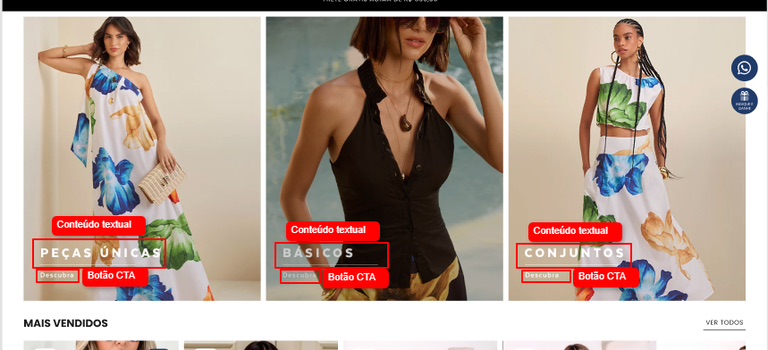 Conteúdo textual
PEÇAS ÚNICAS
Descubra
Botão CTA
Conteúdo textual
BÁSICOS
Descubra
Botão CTA
Conteúdo textual
CONJUNTOS
Descubra
Botão CTA
MAIS VENDIDOS
VER TODOS